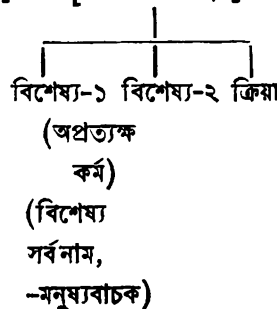 বিশেষ্য-১ বিশেষ্য-২ ক্রিয়া
(অপ্রত্যক্ষ
কর্ম)
(বিশেষ্য
সর্বনাম,
-মনুষ্যবাচক)